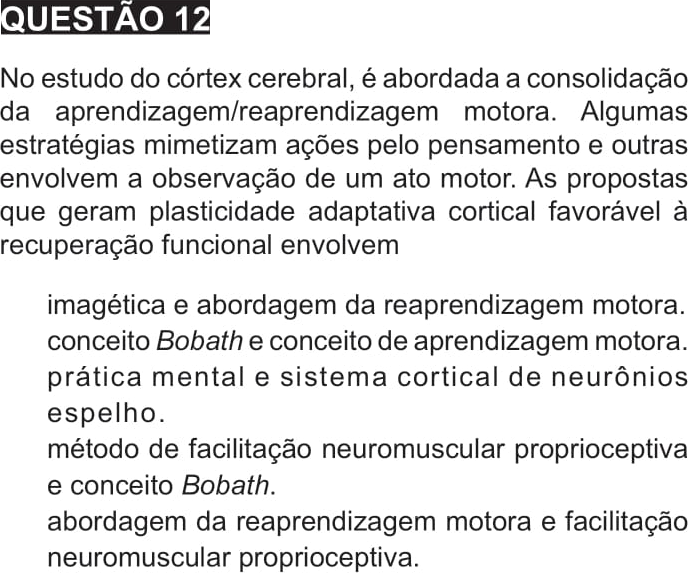 QUESTÃO 12
No estudo do córtex cerebral, é abordada a consolidação
da aprendizagem/reaprendizagem motora. Algumas
estratégias mimetizam ações pelo pensamento e outras
envolvem a observação de um ato motor. As propostas
que geram plasticidade adaptativa cortical favorável à
recuperação funcional envolvem
imagética e abordagem da reaprendizagem motora.
conceito Bobath e conceito de aprendizagem motora.
prática mental e sistema cortical de neurônios
espelho.
método de facilitação neuromuscular proprioceptiva
e conceito Bobath.
abordagem da reaprendizagem motora e facilitação
neuromuscular proprioceptiva.